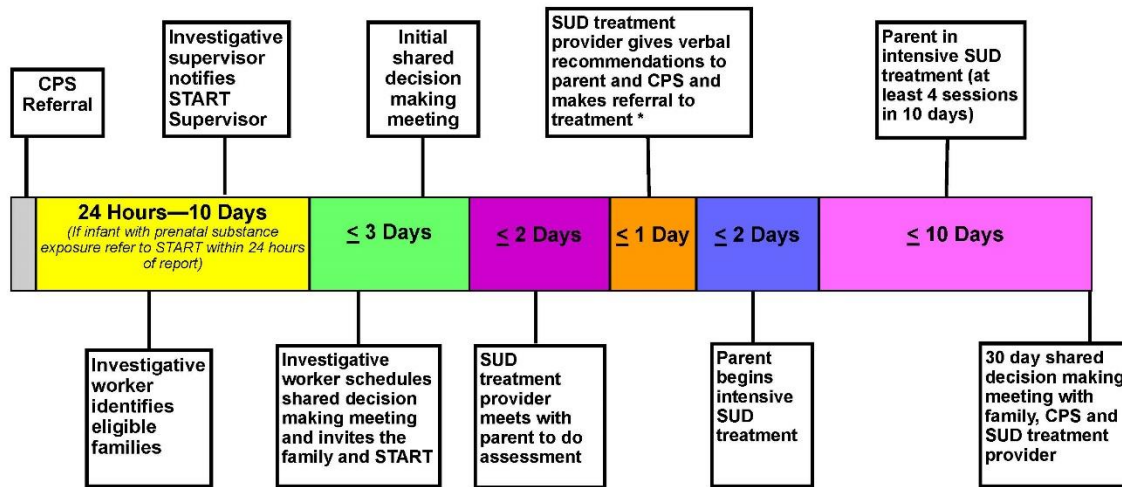 CPS
Referral
Investigative
supervisor
notifies
START
Supervisor
Initial
shared
decision
making
meeting
SUD treatment
provider gives verbal
recommendations to
parent and CPS and
makes referral to
treatment *
Parent in
intensive SUD
treatment (at
least 4 sessions
in 10 days)
24 Hours—10 Days
(If infant with prenatal substance
exposure refer to START within 24 hours
of report)
≤ 3 Days
≤ 2 Days
≤ 1 Day
≤ 2 Days
≤ 10 Days
Investigative
worker
identifies
eligible
families
Investigative
worker schedules
shared decision
making meeting
and invites the
family and START
SUD
treatment
provider
meets with
parent to do
assessment
Parent
begins
intensive
SUD
treatment
30 day shared
decision making
meeting with
family, CPS and
SUD treatment
provider